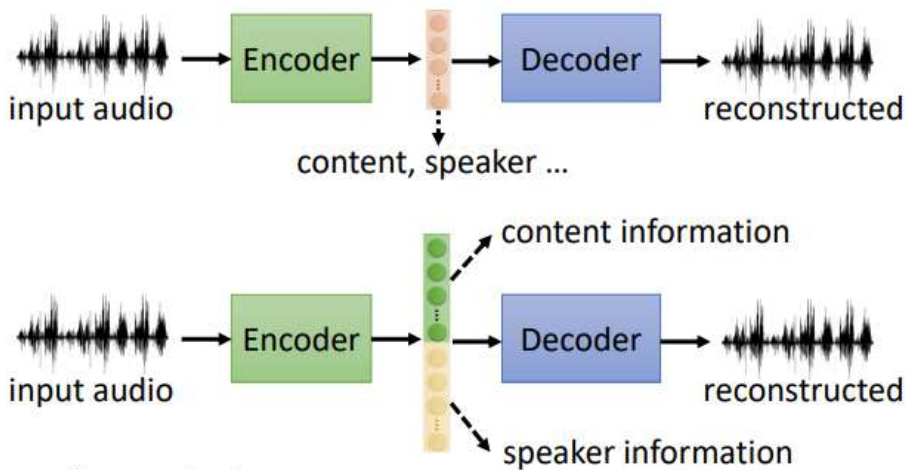 Encoder
Decoder
input audio
reconstructed
content, speaker ...
content information
Encoder
Decoder
input audio
reconstructed
speaker information